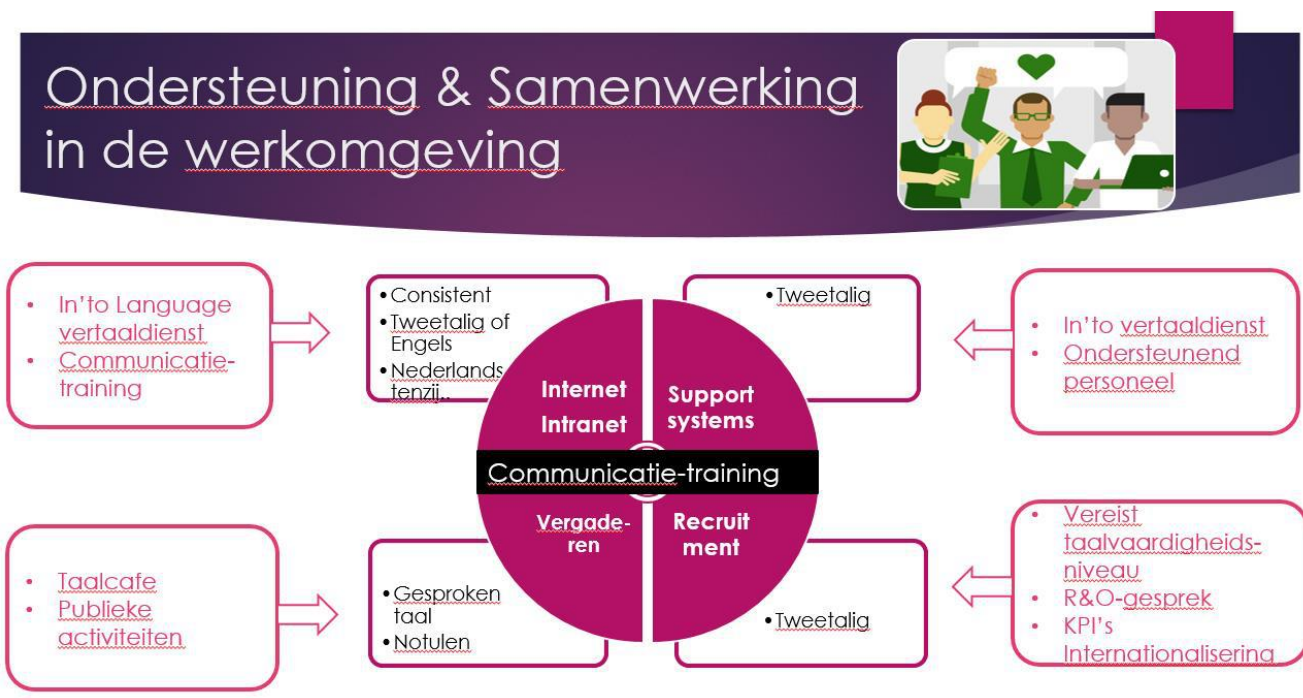 Ondersteuning & Samenwerking
in de werkomgeving
In'to Language
vertaaldienst
Communicatie-
training
Consistent
Tweetalig of
Engels
Nederlands
tenzij..
Tweetalig
In'to vertaaldienst
Ondersteunend
personeel
Internet
Intranet
Support
systems
Communicatie-training
Vergade-
ren
Recruit
ment
Taalcafe
Publieke
activiteiten
Gesproken
taal
Notulen
Tweetalig
Vereist
taalvaardigheids-
niveau
R&O-gesprek
KPI's
Internationalisering